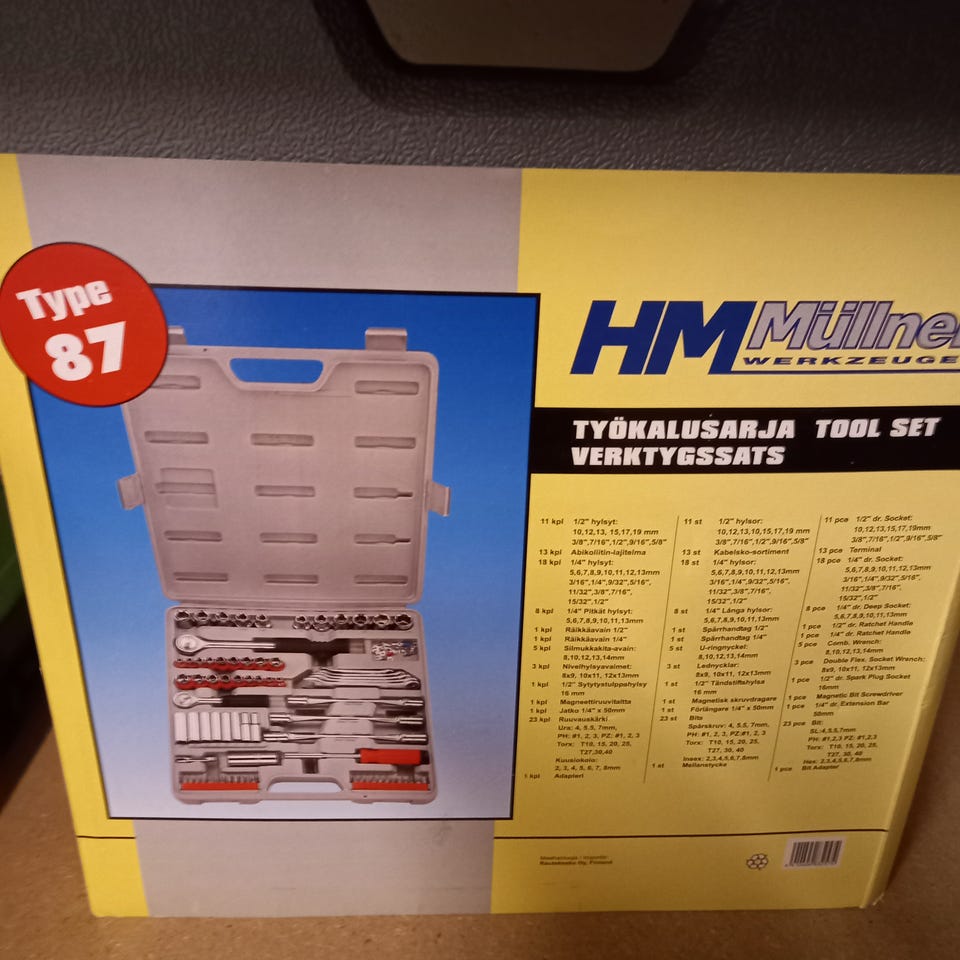 Type
87
HM Müllne
WERKZEUGE
TYÖKALUSARJA TOOL SET
VERKTYGSSATS
11 kpl 1/2" hylsyt:
10,12,13, 15,17,19 mm
3/8",7/16",1/2",9/16",5/8"
13 kpl Abikoliitin-lajitelma
18 kpl 1/4" hylsyt:
5,6,7,8,9,10,11,12,13mm
3/16",1/4",9/32",5/16",
11/32",3/8",7/16",
15/32",1/2"
8 kpl 1/4" Pitkät hylsyt:
5,6,7,8,9,10,11,13mm
1 kpl Räikkäavain 1/2"
1 kpl Räikkäavain 1/4"
5 kpl Silmukkakita-avain:
8,10,12,13,14mm
3 kpl Nivelhylsyavaimet:
8x9, 10x11, 12x13mm
1 kpl 1/2" Sytytystulppahylsy
16 mm
1 kpl Magneettiruuvitaltta
1 kpl Jatko 1/4" x 50mm
23 kpl Ruuvauskärki
Ura: 4, 5.5, 7mm,
PH: #1, 2, 3, PZ: #1, 2, 3
Torx: T10, 15, 20, 25,
T27,30,40
Kuusiokolo:
2, 3, 4, 5, 6, 7, 8mm
1 kpl Adapteri
11 st 1/2" hylsor:
10,12,13,10,15,17,19 mm
3/8",7/16",1/2",9/16",5/8"
13 st Kabelsko-sortiment
18 st 1/4" hylsor:
5,6,7,8,9,10,11,12,13mm
3/16",1/4",9/32",5/16",
11/32",3/8",7/16",
15/32",1/2"
8 st 1/4" Långa hylsor:
5,6,7,8,9,10,11,13mm
1 st Spärrhandtag 1/2"
1 st Spärrhandtag 1/4"
5 st U-ringnyckel:
8,10,12,13,14mm
3 st Lednycklar:
8x9, 10x11, 12x13mm
1 st 1/2" Tändstiftshylsa
16 mm
1 st Magnetisk skruvdragare
1 st Förlängare 1/4" x 50mm
23 st Bits
Spårskruv: 4, 5.5, 7mm,
PH: #1, 2, 3 PZ: #1, 2, 3
Torx: T10, 15, 20, 25,
T27, 30, 40
Insex: 2,3,4,5,6,7,8mm
1 st Mellanstycke
11 pce 1/2" dr. Socket:
10,12,13,15,17,19mm
3/8",7/16",1/2",9/16",5/8"
13 pce Terminal
18 pce 1/4" dr. Socket:
5,6,7,8,9,10,11,12,13mm
3/16",1/4",9/32",5/16",
11/32",3/8",7/16",
15/32",1/2"
8 pce 1/4" dr. Deep Socket:
5,6,7,8,9,10,11,13mm
1 pce 1/2" dr. Ratchet Handle
1 pce 1/4" dr. Ratchet Handle
5 pce Comb. Wrench:
8,10,12,13,14mm
3 pce Double Flex. Socket Wrench:
8x9, 10x11, 12x13mm
1 pce 1/2" dr. Spark Plug Socket
16mm
1 pce Magnetic Bit Screwdriver
1 pce 1/4" dr. Extension Bar
50mm
23 pce Bit:
SL:4,5.5,7mm
PH:#1,2,3 PZ:#1,2,3
Torx: T10, 15, 20, 25,
T27, 30, 40
Hex: 2,3,4,5,6,7,8mm
1 pce Bit Adapter
Maahantuoja / Importör:
Rautakesko Oy, Finland